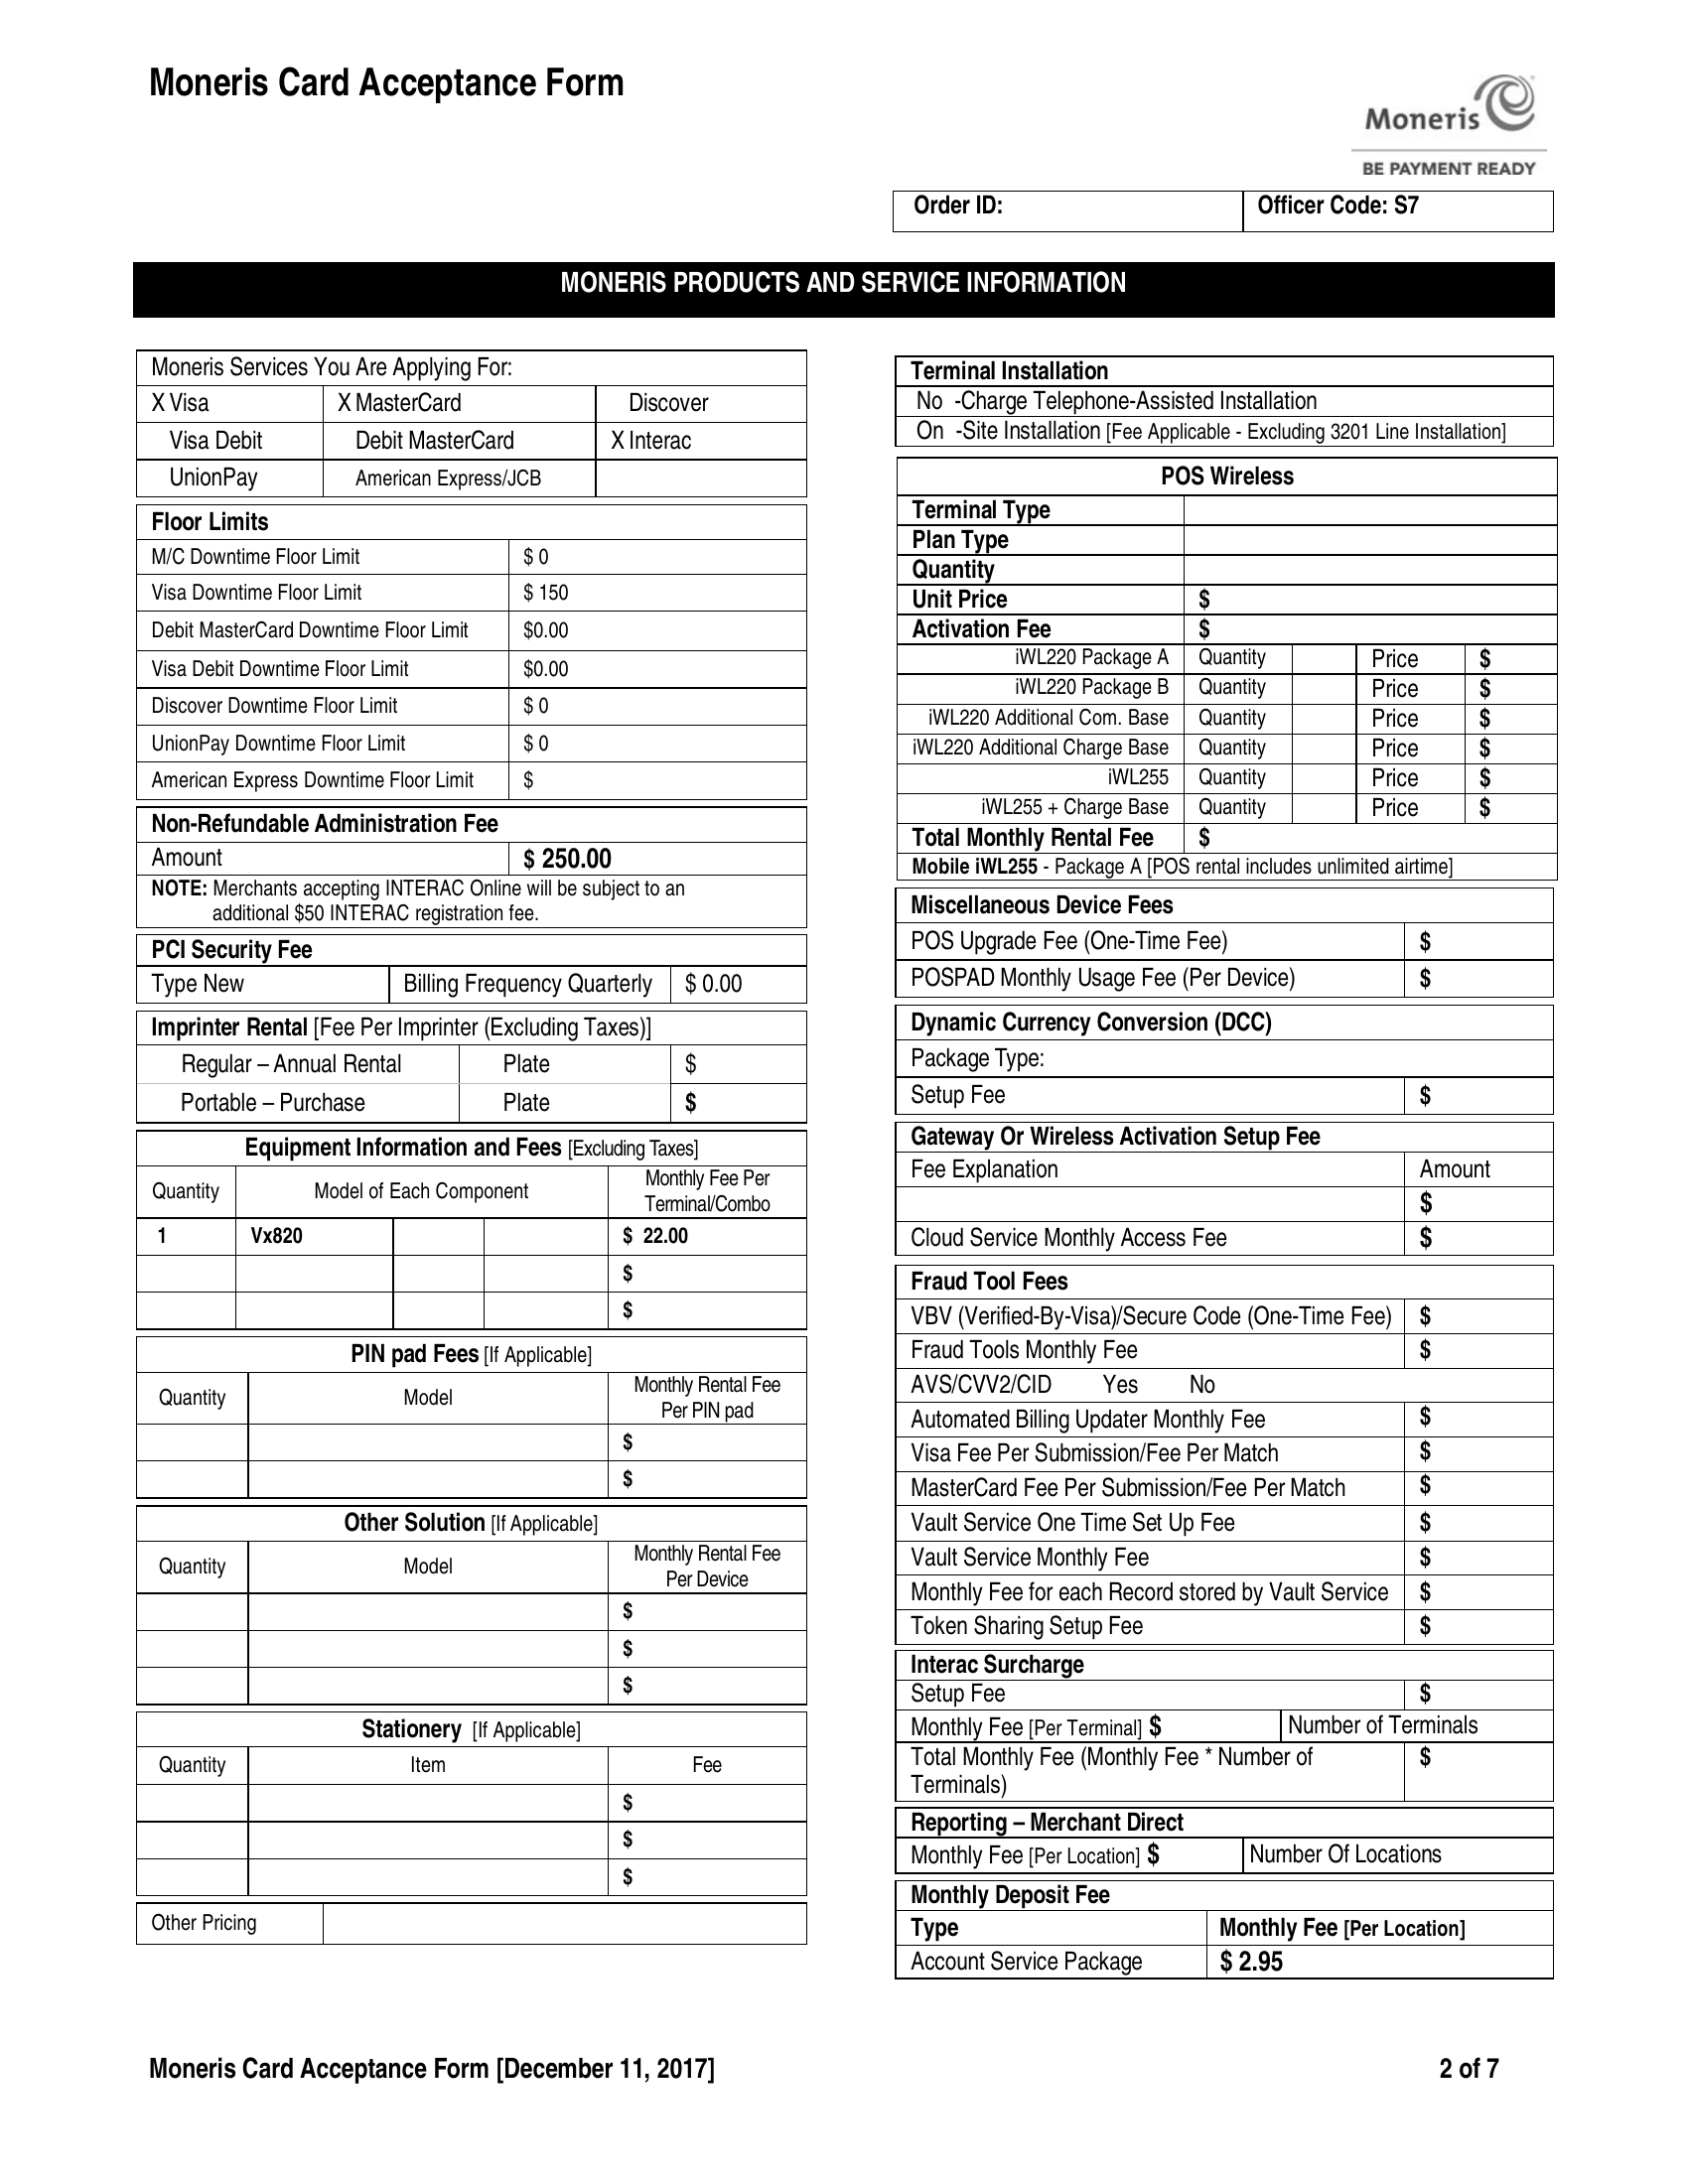 Moneris Card Acceptance Form
Moneris
BE PAYMENT READY
Order ID: Officer Code: S7
MONERIS PRODUCTS AND SERVICE INFORMATION
Moneris Services You Are Applying For:
X Visa X MasterCard Discover
Visa Debit Debit MasterCard X Interac
UnionPay American Express/JCB
Floor Limits
M/C Downtime Floor Limit $ 0
Visa Downtime Floor Limit $ 150
Debit MasterCard Downtime Floor Limit $0.00
Visa Debit Downtime Floor Limit $0.00
Discover Downtime Floor Limit $ 0
UnionPay Downtime Floor Limit $ 0
American Express Downtime Floor Limit $
Non-Refundable Administration Fee
Amount $ 250.00
NOTE: Merchants accepting INTERAC Online will be subject to an
additional $50 INTERAC registration fee.
PCI Security Fee
Type New Billing Frequency Quarterly $ 0.00
Imprinter Rental [Fee Per Imprinter (Excluding Taxes)]
Regular – Annual Rental Plate $
Portable – Purchase Plate $
Equipment Information and Fees [Excluding Taxes]
Quantity Model of Each Component Monthly Fee Per
Terminal/Combo
1 Vx820 $ 22.00
$
$
PIN pad Fees [If Applicable]
Quantity Model Monthly Rental Fee
Per PIN pad
$
$
Other Solution [If Applicable]
Quantity Model Monthly Rental Fee
Per Device
$
$
$
Stationery [If Applicable]
Quantity Item Fee
$
$
$
Other Pricing
Terminal Installation
No -Charge Telephone-Assisted Installation
On -Site Installation [Fee Applicable - Excluding 3201 Line Installation]
POS Wireless
Terminal Type
Plan Type
Quantity
Unit Price $
Activation Fee $
iWL220 Package A Quantity Price $
iWL220 Package B Quantity Price $
iWL220 Additional Com. Base Quantity Price $
iWL220 Additional Charge Base Quantity Price $
iWL255 Quantity Price $
iWL255 + Charge Base Quantity Price $
Total Monthly Rental Fee $
Mobile iWL255 - Package A [POS rental includes unlimited airtime]
Miscellaneous Device Fees
POS Upgrade Fee (One-Time Fee) $
POSPAD Monthly Usage Fee (Per Device) $
Dynamic Currency Conversion (DCC)
Package Type:
Setup Fee $
Gateway Or Wireless Activation Setup Fee
Fee Explanation Amount
$
Cloud Service Monthly Access Fee $
Fraud Tool Fees
VBV (Verified-By-Visa)/Secure Code (One-Time Fee) $
Fraud Tools Monthly Fee $
AVS/CVV2/CID Yes No
Automated Billing Updater Monthly Fee $
Visa Fee Per Submission/Fee Per Match $
MasterCard Fee Per Submission/Fee Per Match $
Vault Service One Time Set Up Fee $
Vault Service Monthly Fee $
Monthly Fee for each Record stored by Vault Service $
Token Sharing Setup Fee $
Interac Surcharge
Setup Fee $
Monthly Fee [Per Terminal] $ Number of Terminals
Total Monthly Fee (Monthly Fee * Number of $
Terminals)
Reporting – Merchant Direct
Monthly Fee [Per Location] $ Number Of Locations
Monthly Deposit Fee
Type Monthly Fee [Per Location]
Account Service Package $ 2.95
Moneris Card Acceptance Form [December 11, 2017] 2 of 7